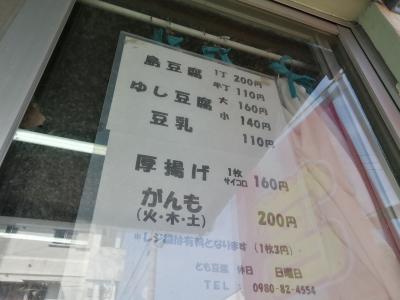 島豆腐 1丁 200円
半丁 110円
ゆし豆腐 大 160円
小 140円
豆乳 110円
厚揚げ 1枚 サイコロ 160円
がんも 200円
(火・木・土)
*レジ袋は有料となります (1枚3円)
とも豆腐 休日 日曜日
TEL: 0980-82-4554